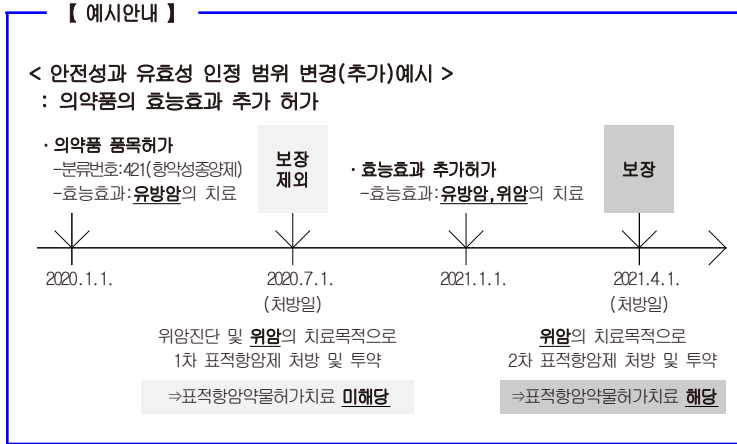 【 예시안내 】
< 안전성과 유효성 인정 범위 변경(추가)예시 >
: 의약품의 효능효과 추가 허가
· 의약품 품목허가
-분류번호:421(항악성종양제)
-효능효과:유방암의 치료
보장
제외
· 효능효과 추가허가
-효능효과:유방암,위암의 치료
보장
2020.1.1.
2020.7.1.
(처방일)
2021.1.1.
2021.4.1.
(처방일)
위암진단 및 위암의 치료목적으로
1차 표적항암제 처방 및 투약
⇒표적항암약물허가치료 미해당
위암의 치료목적으로
2차 표적항암제 처방 및 투약
⇒표적항암약물허가치료 해당